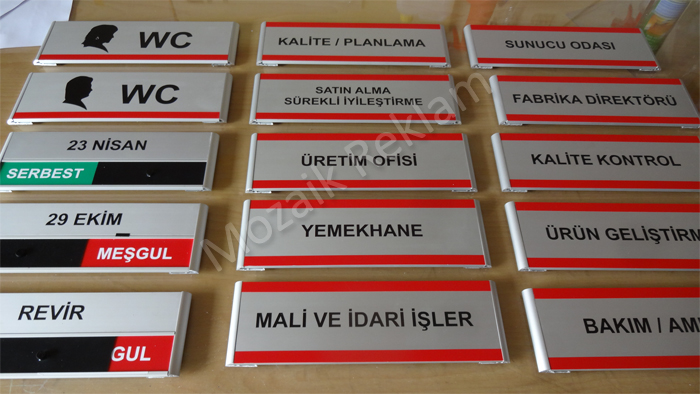 WC
KALİTE / PLANLAMA
SUNUCU ODASI
WC
SATIN ALMA
SÜREKLİ İYİLEŞTİRME
FABRİKA DİREKTÖRÜ
23 NİSAN
SERBEST
ÜRETİM OFİSİ
KALİTE KONTROL
29 EKİM
MEŞGUL
YEMEKHANE
ÜRÜN GELİŞTİRM
REVİR
GUL
MALİ VE İDARİ İŞLER
BAKIM / AM
Mozaik Reklam